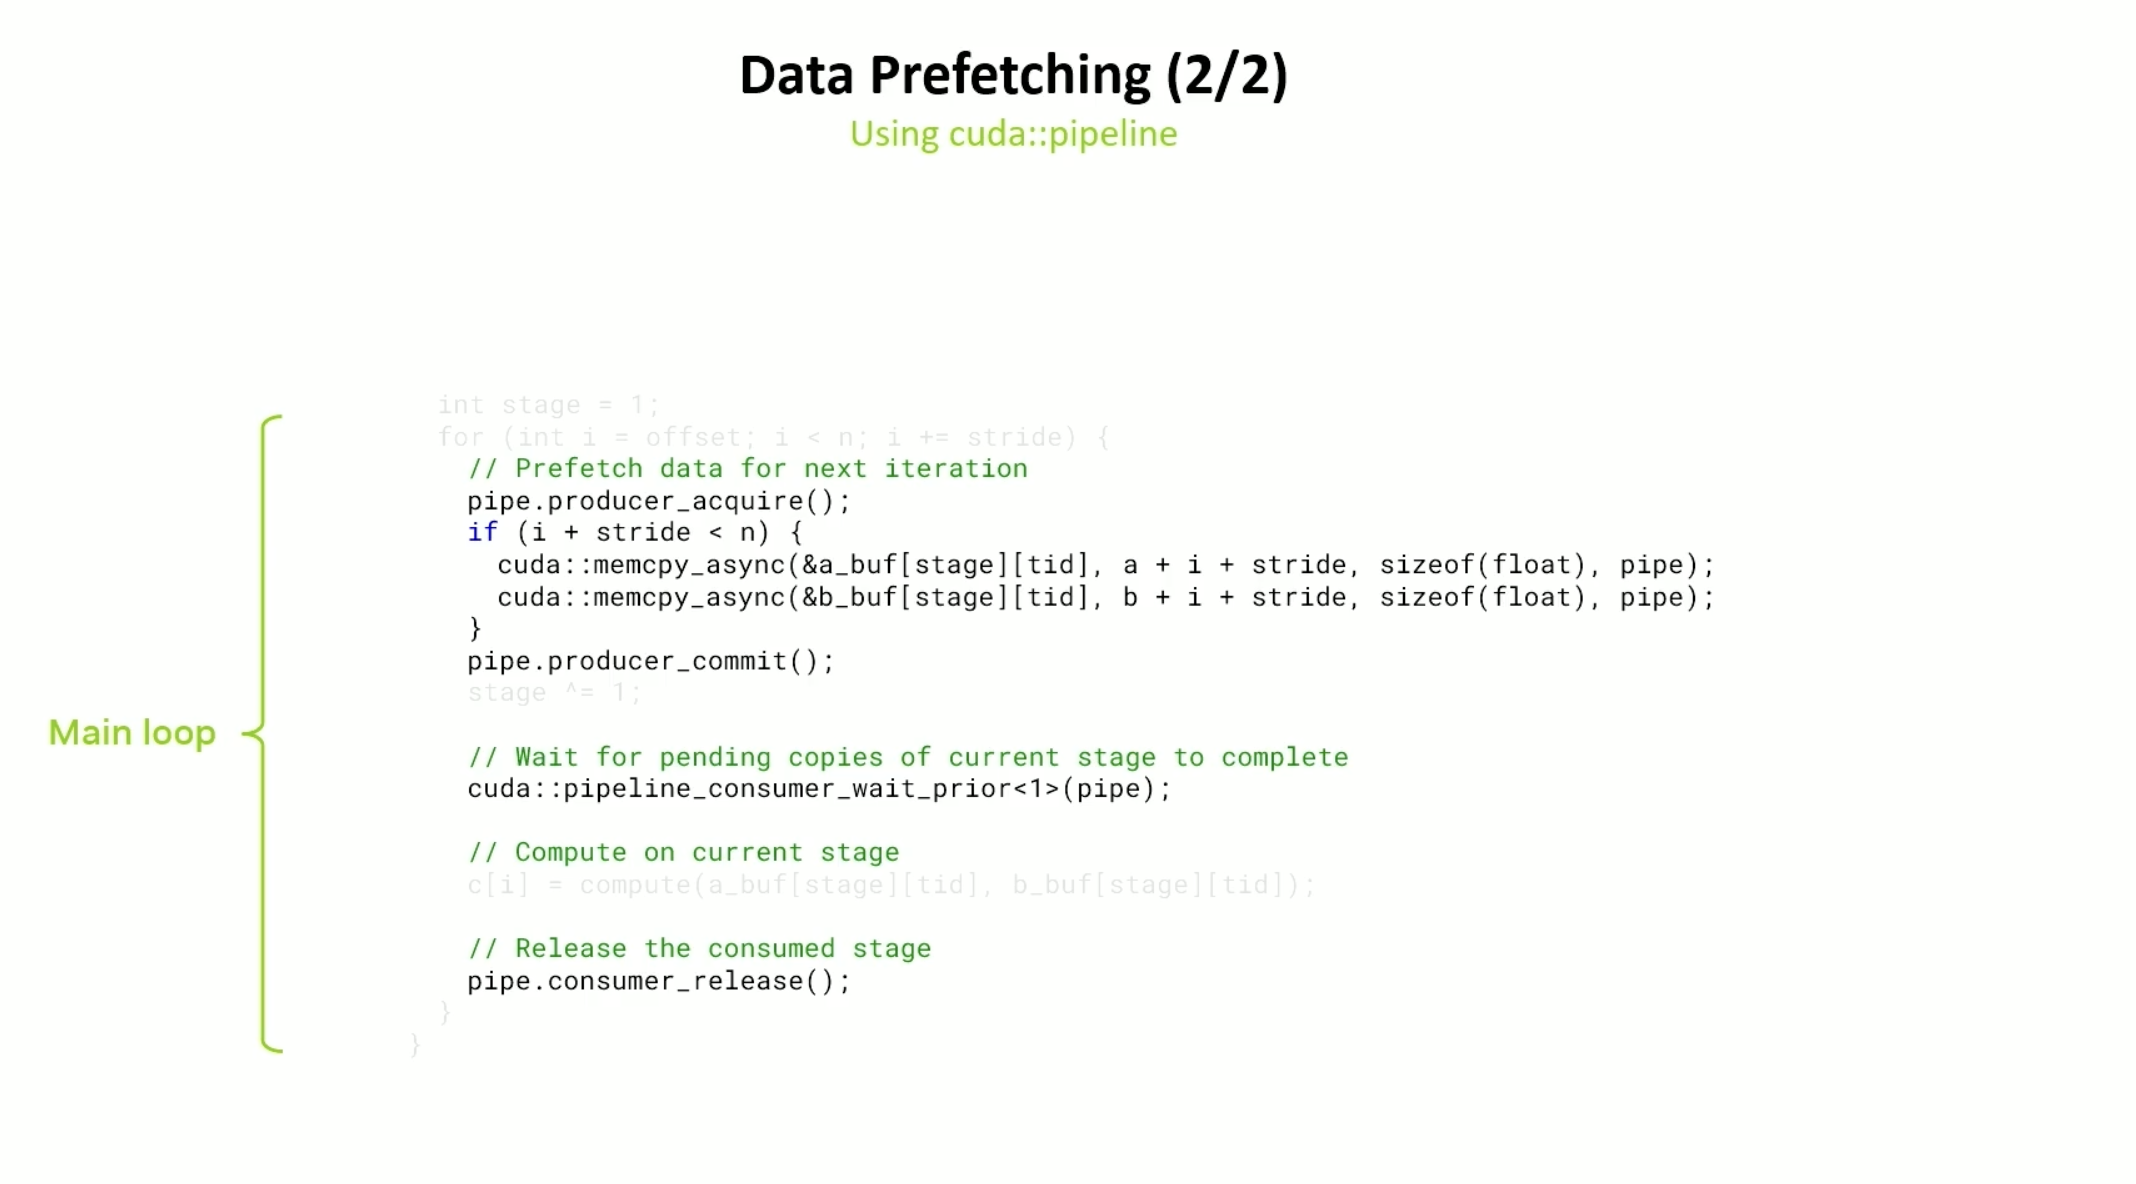 Data Prefetching (2/2)
Using cuda::pipeline
int stage = 1;
for (int i = offset; i < n; i += stride) {
// Prefetch data for next iteration
pipe.producer_acquire();
if (i + stride < n) {
cuda::memcpy_async(&a_buf[stage][tid], a + i + stride, sizeof(float), pipe);
cuda::memcpy_async(&b_buf[stage][tid], b + i + stride, sizeof(float), pipe);
}
pipe.producer_commit();
stage ^= 1;
Main loop
// Wait for pending copies of current stage to complete
cuda::pipeline_consumer_wait_prior<1>(pipe);
// Compute on current stage
c[i] = compute(a_buf[stage][tid], b_buf[stage][tid]);
// Release the consumed stage
pipe.consumer_release();
}
}